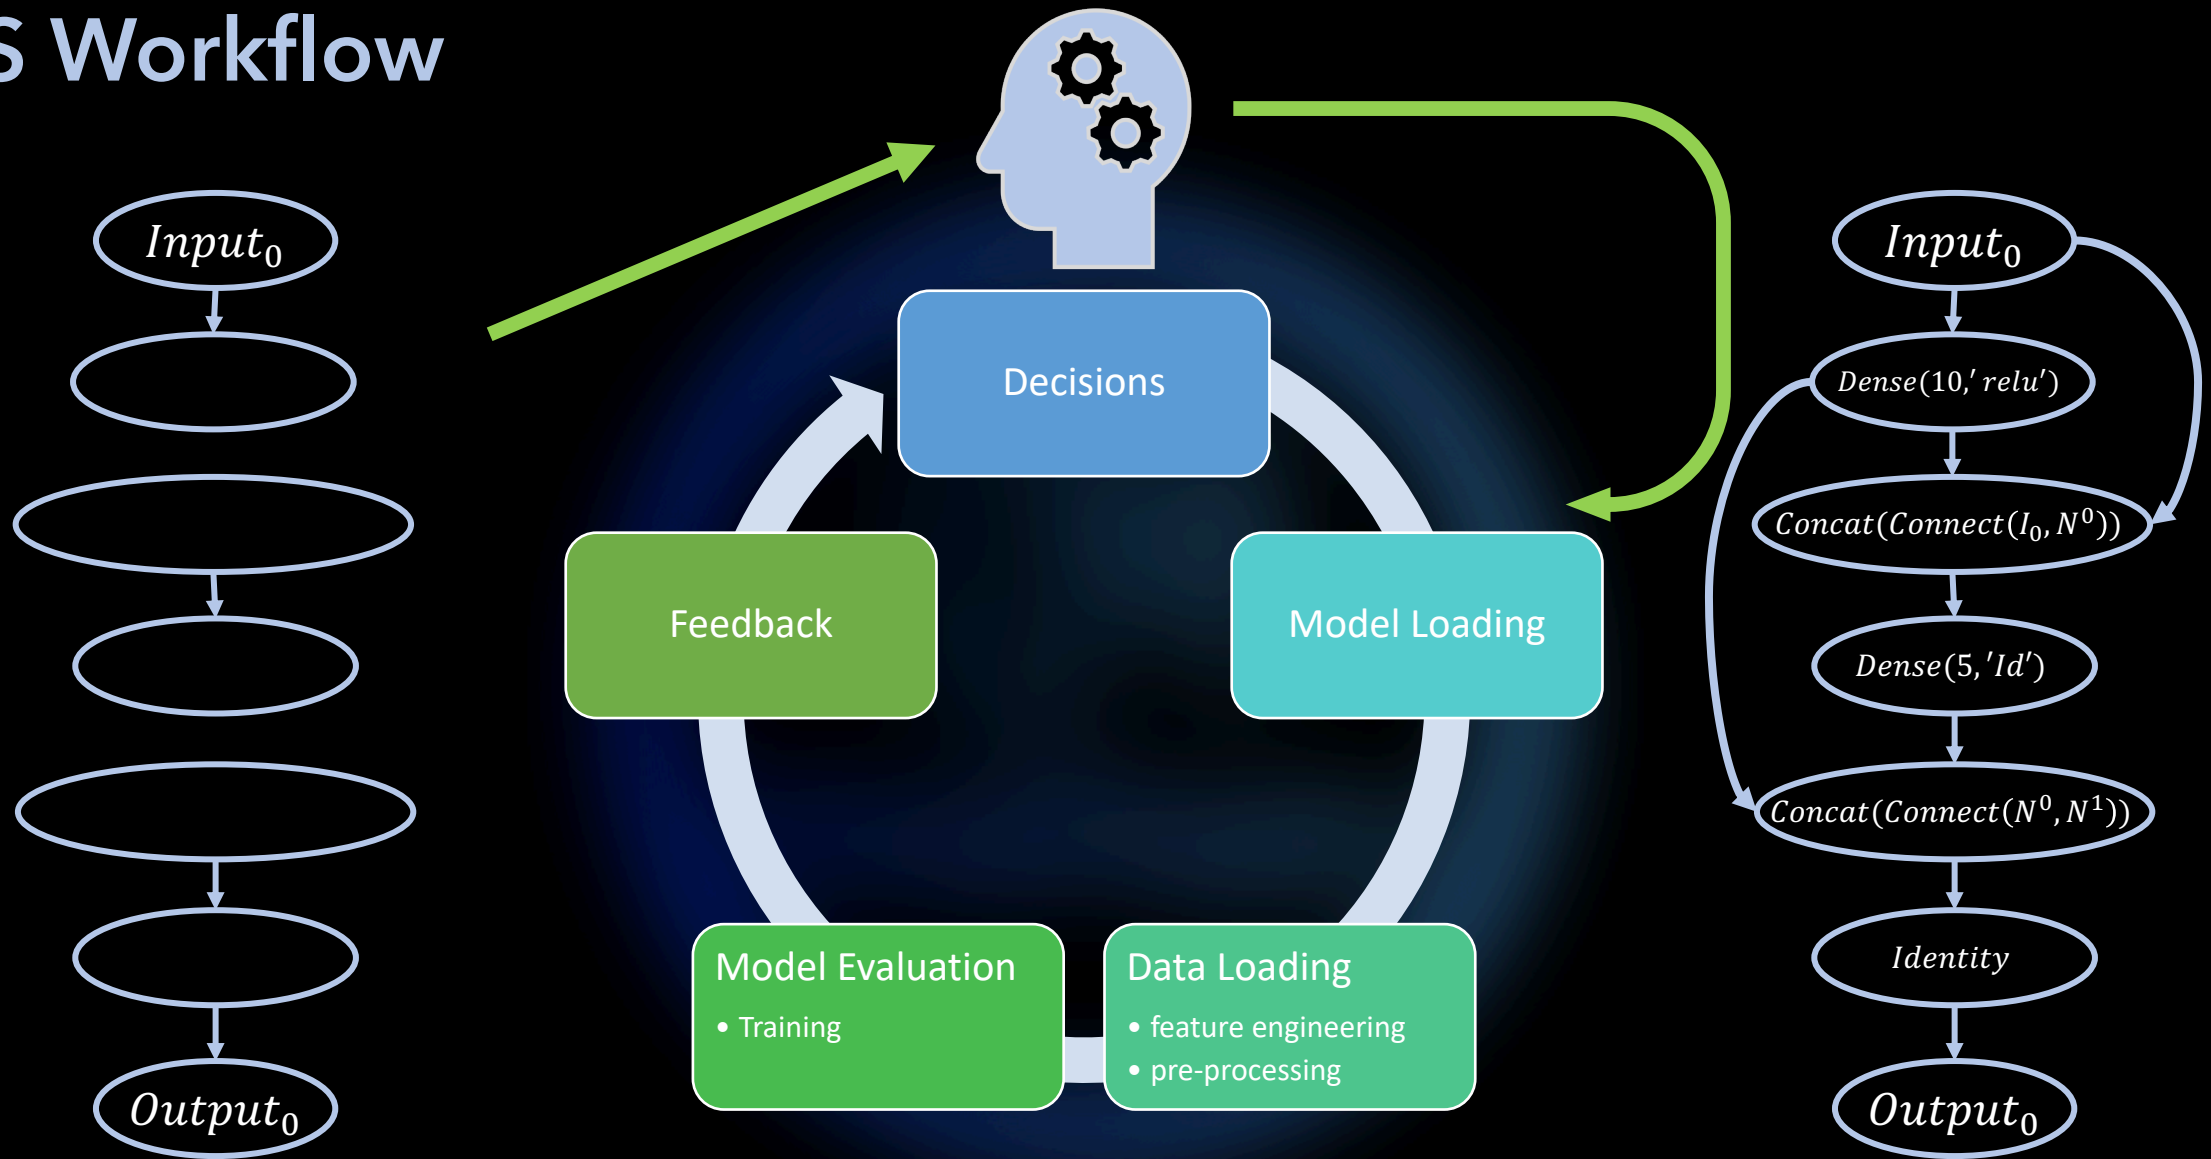 S Workflow
Input₀
Output₀
Decisions
Model Loading
Data Loading
• feature engineering
• pre-processing
Model Evaluation
• Training
Feedback
Input₀
Dense(10,′ relu′)
Concat(Connect(I₀, N⁰))
Dense(5, ′Id′)
Concat(Connect(N⁰, N¹))
Identity
Output₀